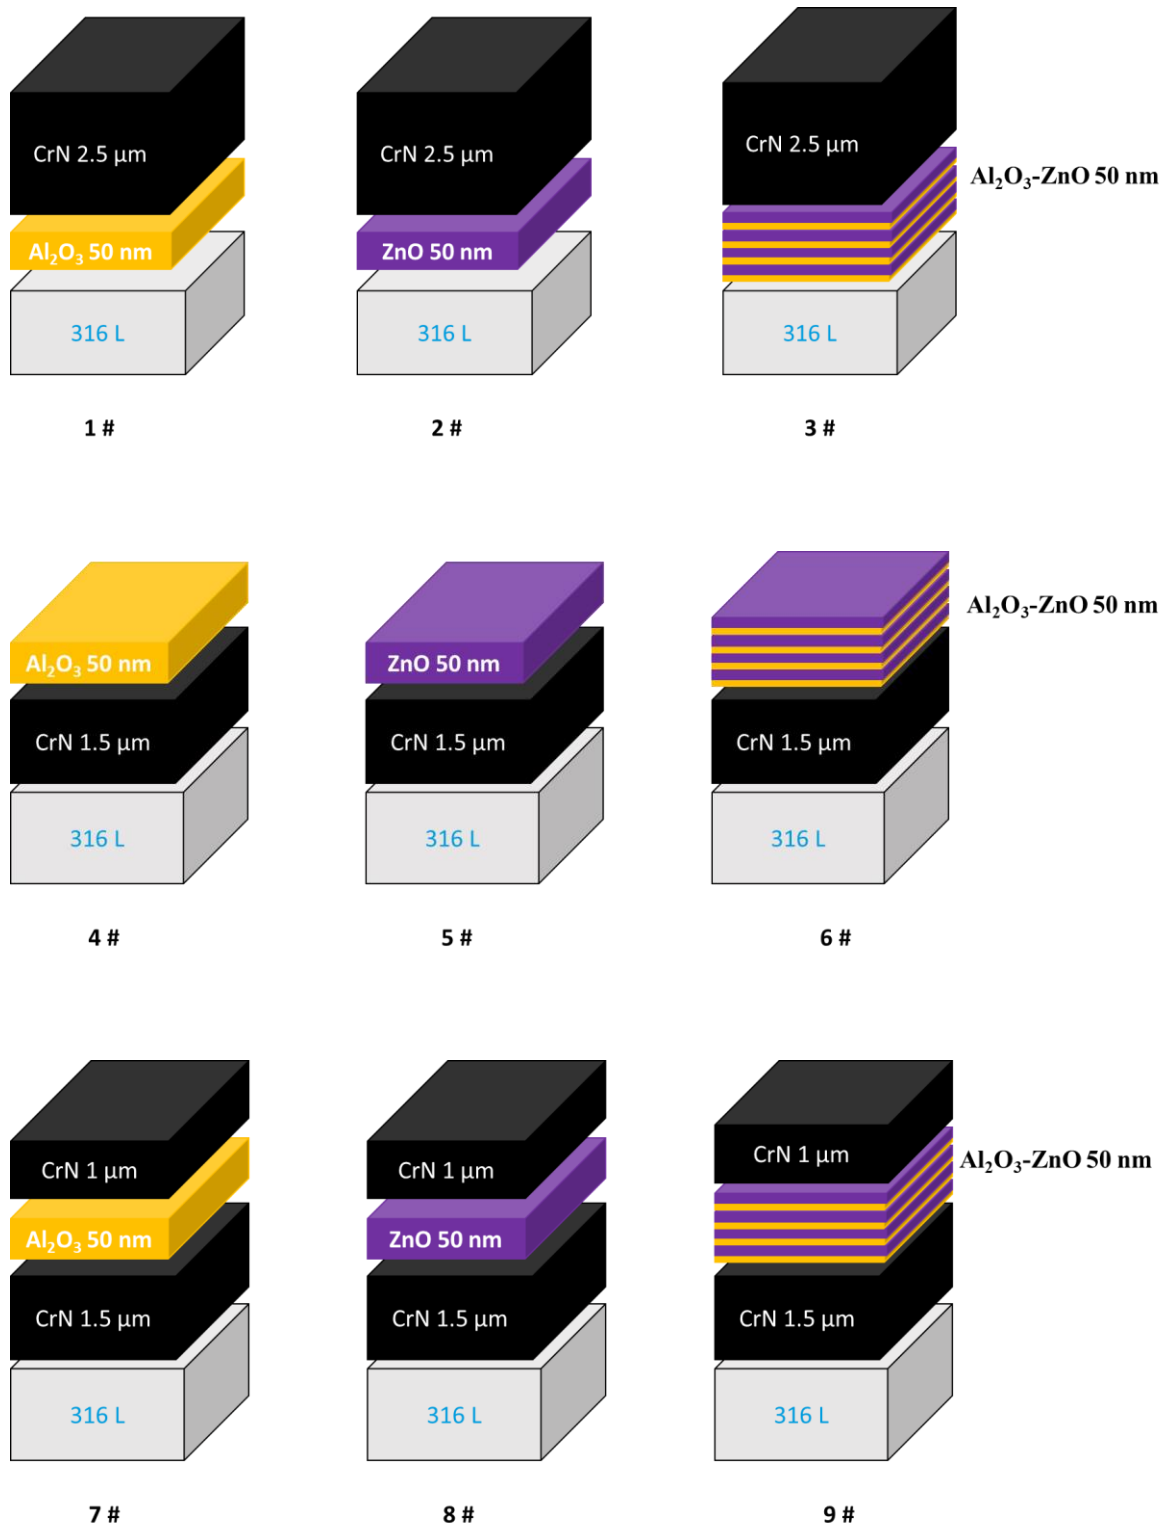 CrN 2.5 µm
Al₂O₃ 50 nm
316 L
1 #
CrN 2.5 µm
ZnO 50 nm
316 L
2 #
CrN 2.5 µm
Al₂O₃-ZnO 50 nm
316 L
3 #
Al₂O₃ 50 nm
CrN 1.5 µm
316 L
4 #
ZnO 50 nm
CrN 1.5 µm
316 L
5 #
Al₂O₃-ZnO 50 nm
CrN 1.5 µm
316 L
6 #
CrN 1 µm
Al₂O₃ 50 nm
CrN 1.5 µm
316 L
7 #
CrN 1 µm
ZnO 50 nm
CrN 1.5 µm
316 L
8 #
CrN 1 µm
Al₂O₃-ZnO 50 nm
CrN 1.5 µm
316 L
9 #